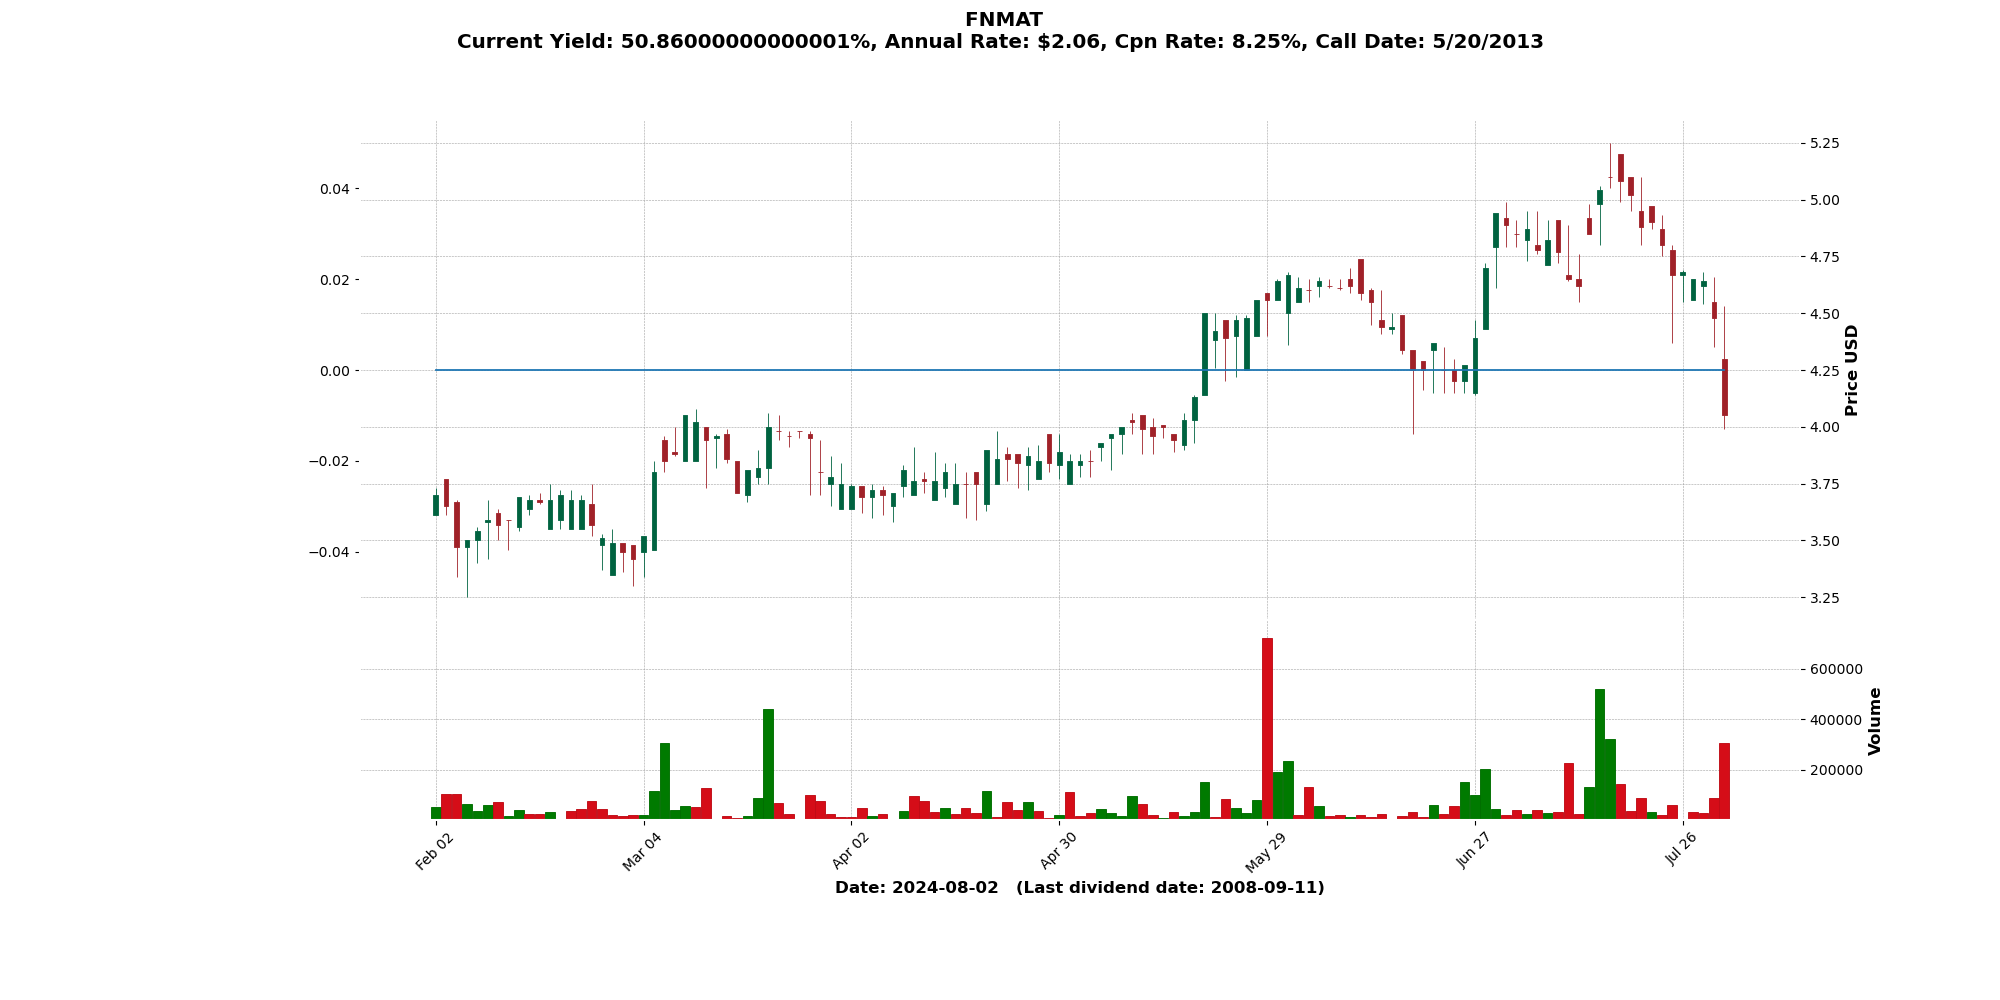 FNMAT
Current Yield: 50.86000000000001%, Annual Rate: $2.06, Cpn Rate: 8.25%, Call Date: 5/20/2013
0.04
0.02
0.00
−0.02
−0.04
5.25
5.00
4.75
4.50
4.25
4.00
3.75
3.50
3.25
Price USD
600000
400000
200000
Volume
Feb 02
Mar 04
Apr 02
Apr 30
May 29
Jun 27
Jul 26
Date: 2024-08-02   (Last dividend date: 2008-09-11)